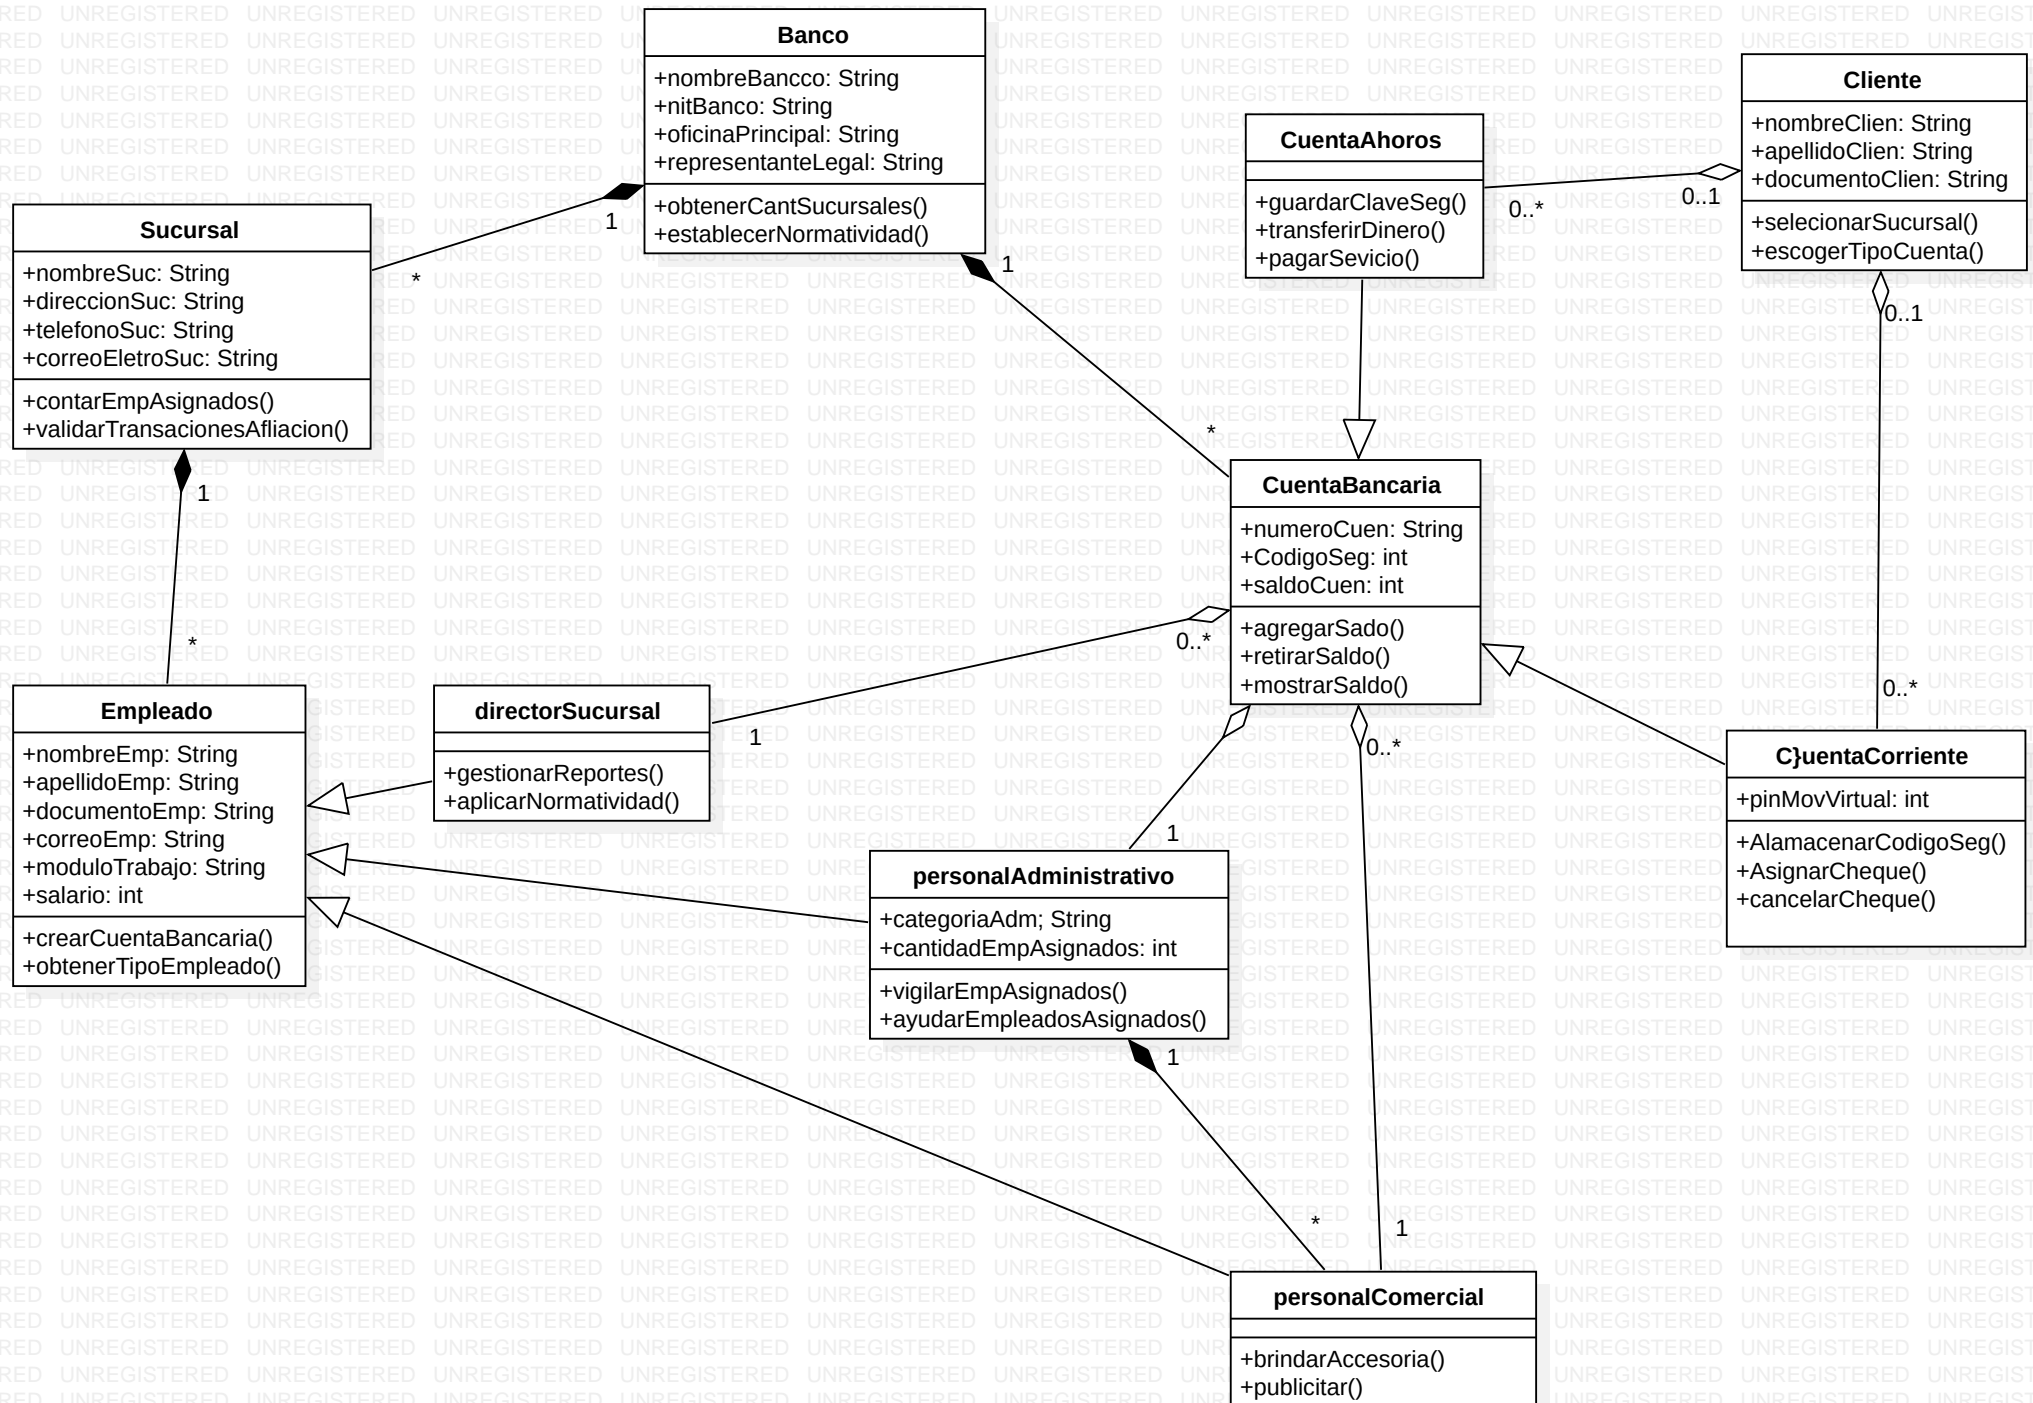 Banco
+nombreBancco: String
+nitBanco: String
+oficinaPrincipal: String
+representanteLegal: String
+obtenerCantSucursales()
+establecerNormatividad()
1
*
1
*
Sucursal
+nombreSuc: String
+direccionSuc: String
+telefonoSuc: String
+correoEletroSuc: String
+contarEmpAsignados()
+validarTransacionesAfliacion()
1
*
CuentaAhoros
+guardarClaveSeg()
+transferirDinero()
+pagarSevicio()
0..*
0..1
Cliente
+nombreClien: String
+apellidoClien: String
+documentoClien: String
+selecionarSucursal()
+escogerTipoCuenta()
0..1
0..*
CuentaBancaria
+numeroCuen: String
+CodigoSeg: int
+saldoCuen: int
+agregarSado()
+retirarSaldo()
+mostrarSaldo()
0..*
1
1
0..*
1
Empleado
+nombreEmp: String
+apellidoEmp: String
+documentoEmp: String
+correoEmp: String
+moduloTrabajo: String
+salario: int
+crearCuentaBancaria()
+obtenerTipoEmpleado()
directorSucursal
+gestionarReportes()
+aplicarNormatividad()
personalAdministrativo
+categoriaAdm; String
+cantidadEmpAsignados: int
+vigilarEmpAsignados()
+ayudarEmpleadosAsignados()
1
*
C}uentaCorriente
+pinMovVirtual: int
+AlamacenarCodigoSeg()
+AsignarCheque()
+cancelarCheque()
personalComercial
+brindarAccesoria()
+publicitar()
UNREGISTERED